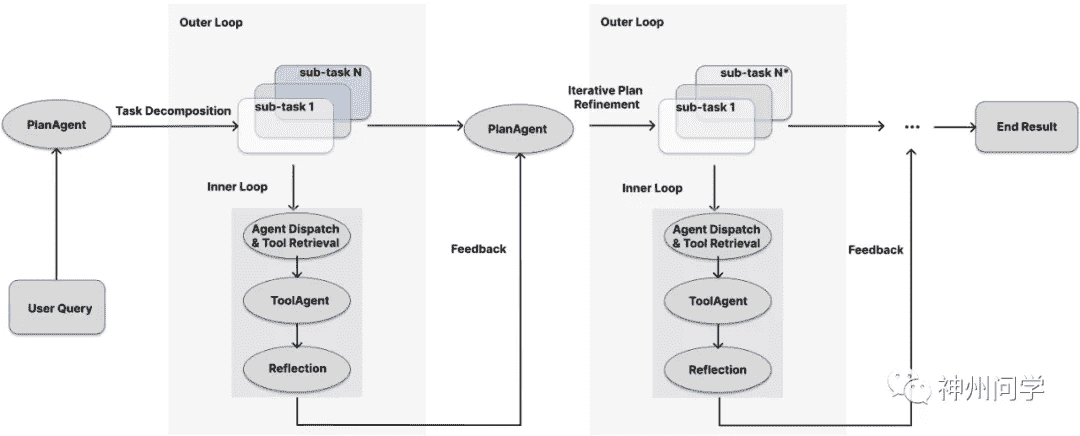 Outer Loop
sub-task N
sub-task 1
Task Decomposition
PlanAgent
User Query
Inner Loop
Agent Dispatch
& Tool Retrieval
ToolAgent
Reflection
Feedback
PlanAgent
Outer Loop
Iterative Plan
Refinement
sub-task N*
sub-task 1
Inner Loop
Agent Dispatch
& Tool Retrieval
ToolAgent
Reflection
Feedback
...
End Result
神州问学